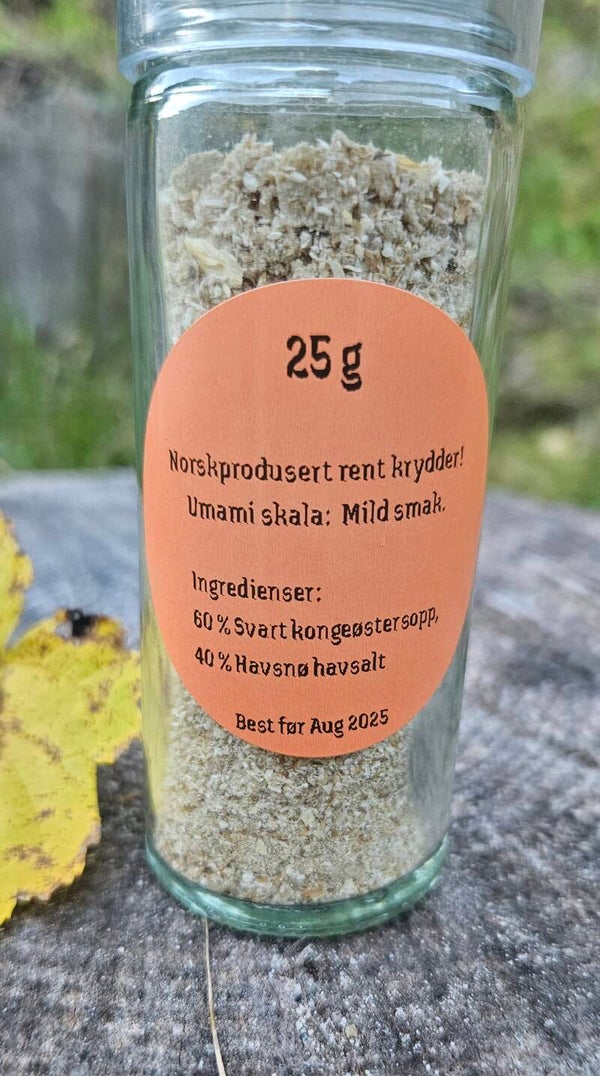 25 g
Norskprodusert rent krydder!
Umami skala: Mild smak.
Ingredienser:
60 % Svart kongeøstersopp,
40 % Havsnø havsalt
Best før Aug 2025